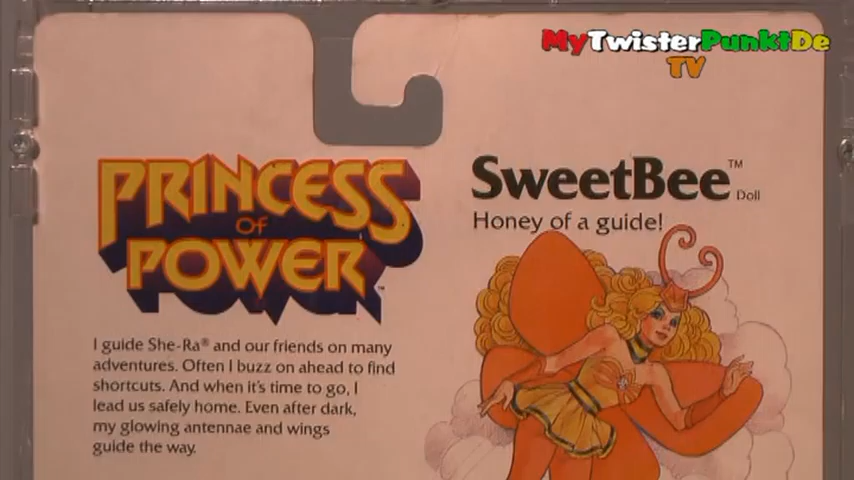 MyTwisterPunktDe
TV
PRINCESS
OF
POWER™
SweetBee™ Doll
Honey of a guide!
I guide She-Ra® and our friends on many
adventures. Often I buzz on ahead to find
shortcuts. And when it's time to go, I
lead us safely home. Even after dark,
my glowing antennae and wings
guide the way.